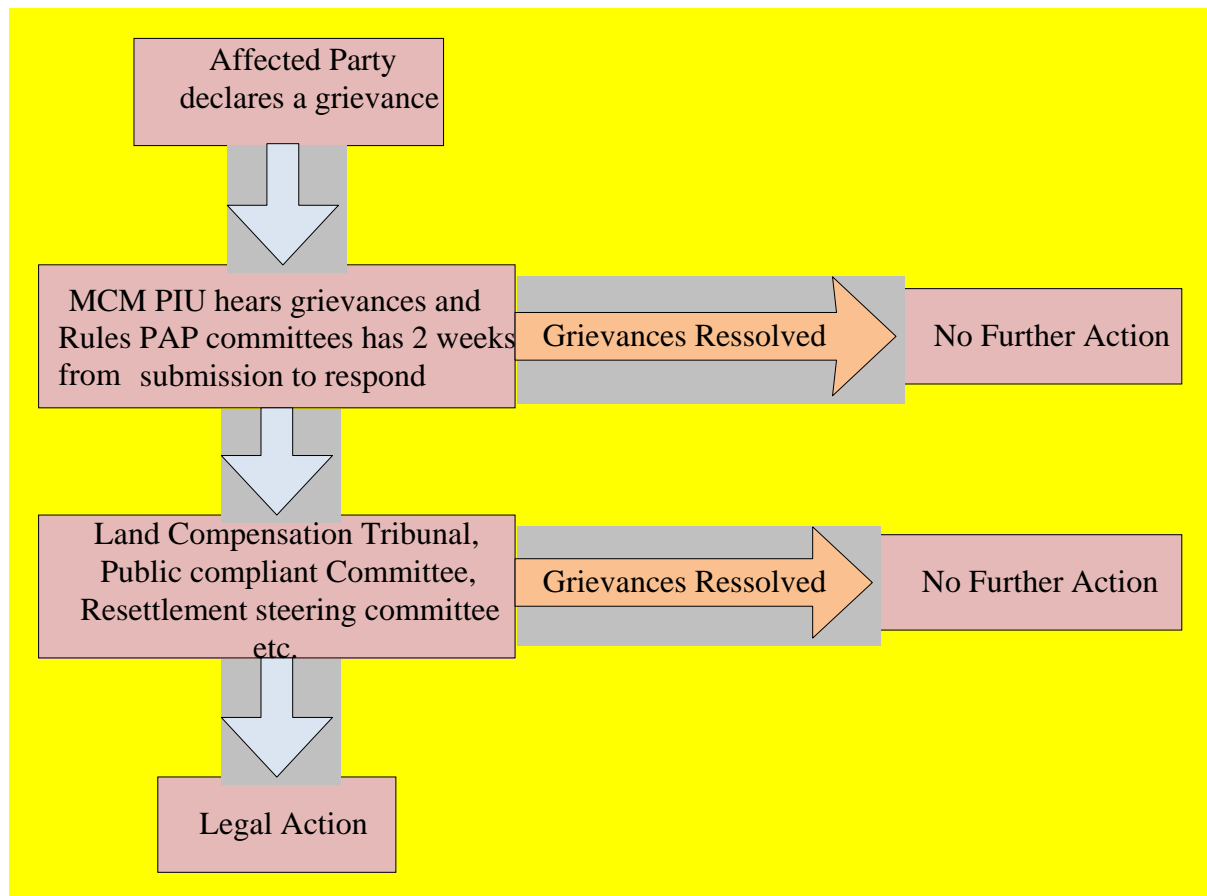 Affected Party
declares a grievance
MCM PIU hears grievances and
Rules PAP committees has 2 weeks
from submission to respond
Grievances Ressolved
No Further Action
Land Compensation Tribunal,
Public compliant Committee,
Resettlement steering committee
etc.
Grievances Ressolved
No Further Action
Legal Action